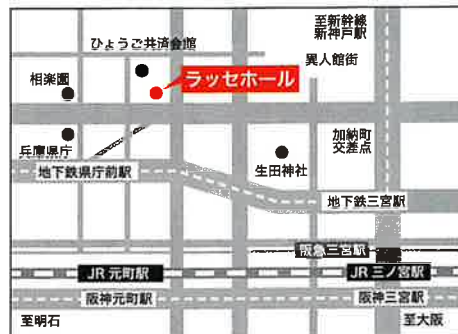 至新幹線
新神戸駅
ひょうご共済会館
異人館街
相楽園
ラッセホール
兵庫県庁
加納町
交差点
生田神社
地下鉄県庁前駅
地下鉄三宮駅
阪急三宮駅
JR 元町駅
JR 三ノ宮駅
阪神元町駅
阪神三宮駅
至明石
至大阪